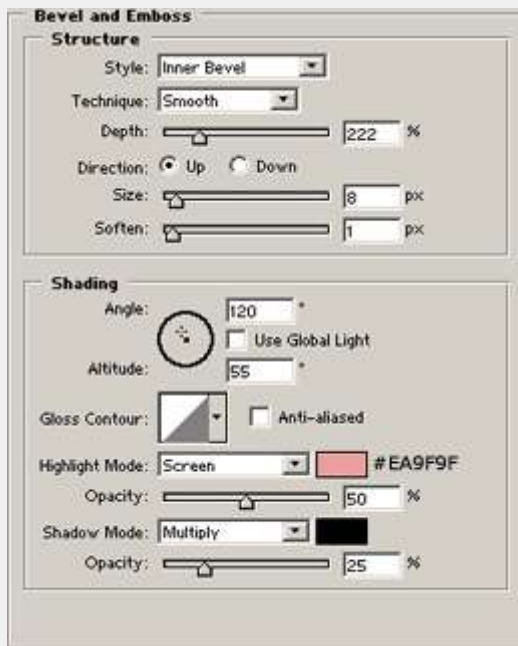 Bevel and Emboss
Structure
Style: Inner Bevel
Technique: Smooth
Depth: 222 %
Direction: Up Down
Size: 8 px
Soften: 1 px
Shading
Angle: 120 °
Use Global Light
Altitude: 55 °
Gloss Contour: Anti-aliased
Highlight Mode: Screen #EA9F9F
Opacity: 50 %
Shadow Mode: Multiply
Opacity: 25 %